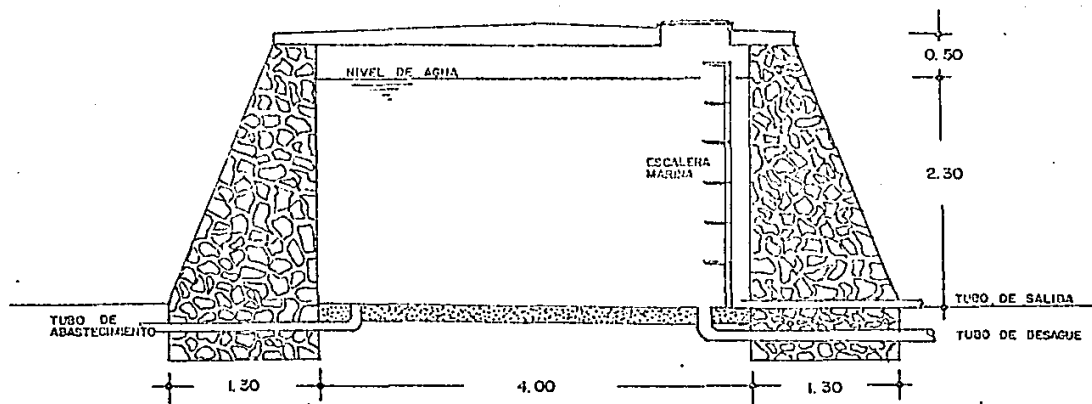 0.50
NIVEL DE AGUA
ESCALERA
MARINA
2.30
TUBO DE
ABASTECIMIENTO
TUBO DE SALIDA
TUBO DE DESAGUE
1.30
4.00
1.30